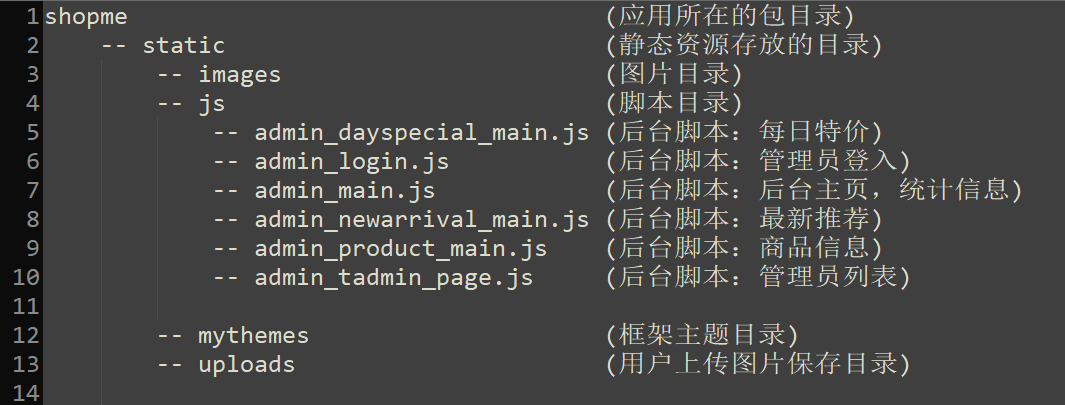 1 shopme (应用所在的包目录)
2 -- static (静态资源存放的目录)
3 -- images (图片目录)
4 -- js (脚本目录)
5 -- admin_dayspecial_main.js (后台脚本：每日特价)
6 -- admin_login.js (后台脚本：管理员登入)
7 -- admin_main.js (后台脚本：后台主页，统计信息)
8 -- admin_newarrival_main.js (后台脚本：最新推荐)
9 -- admin_product_main.js (后台脚本：商品信息)
10 -- admin_tadmin_page.js (后台脚本：管理员列表)
11
12 -- mythemes (框架主题目录)
13 -- uploads (用户上传图片保存目录)
14